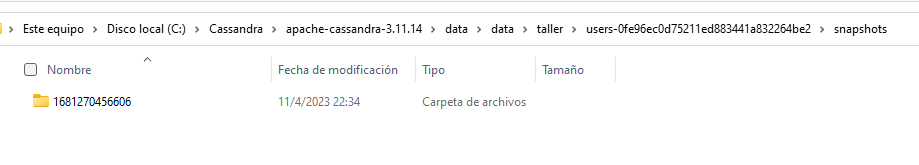 Este equipo > Disco local (C:) > Cassandra > apache-cassandra-3.11.14 > data > data > taller > users-0fe96ec0d75211ed883441a832264be2 > snapshots
Nombre Fecha de modificación Tipo Tamaño
1681270456606 11/4/2023 22:34 Carpeta de archivos